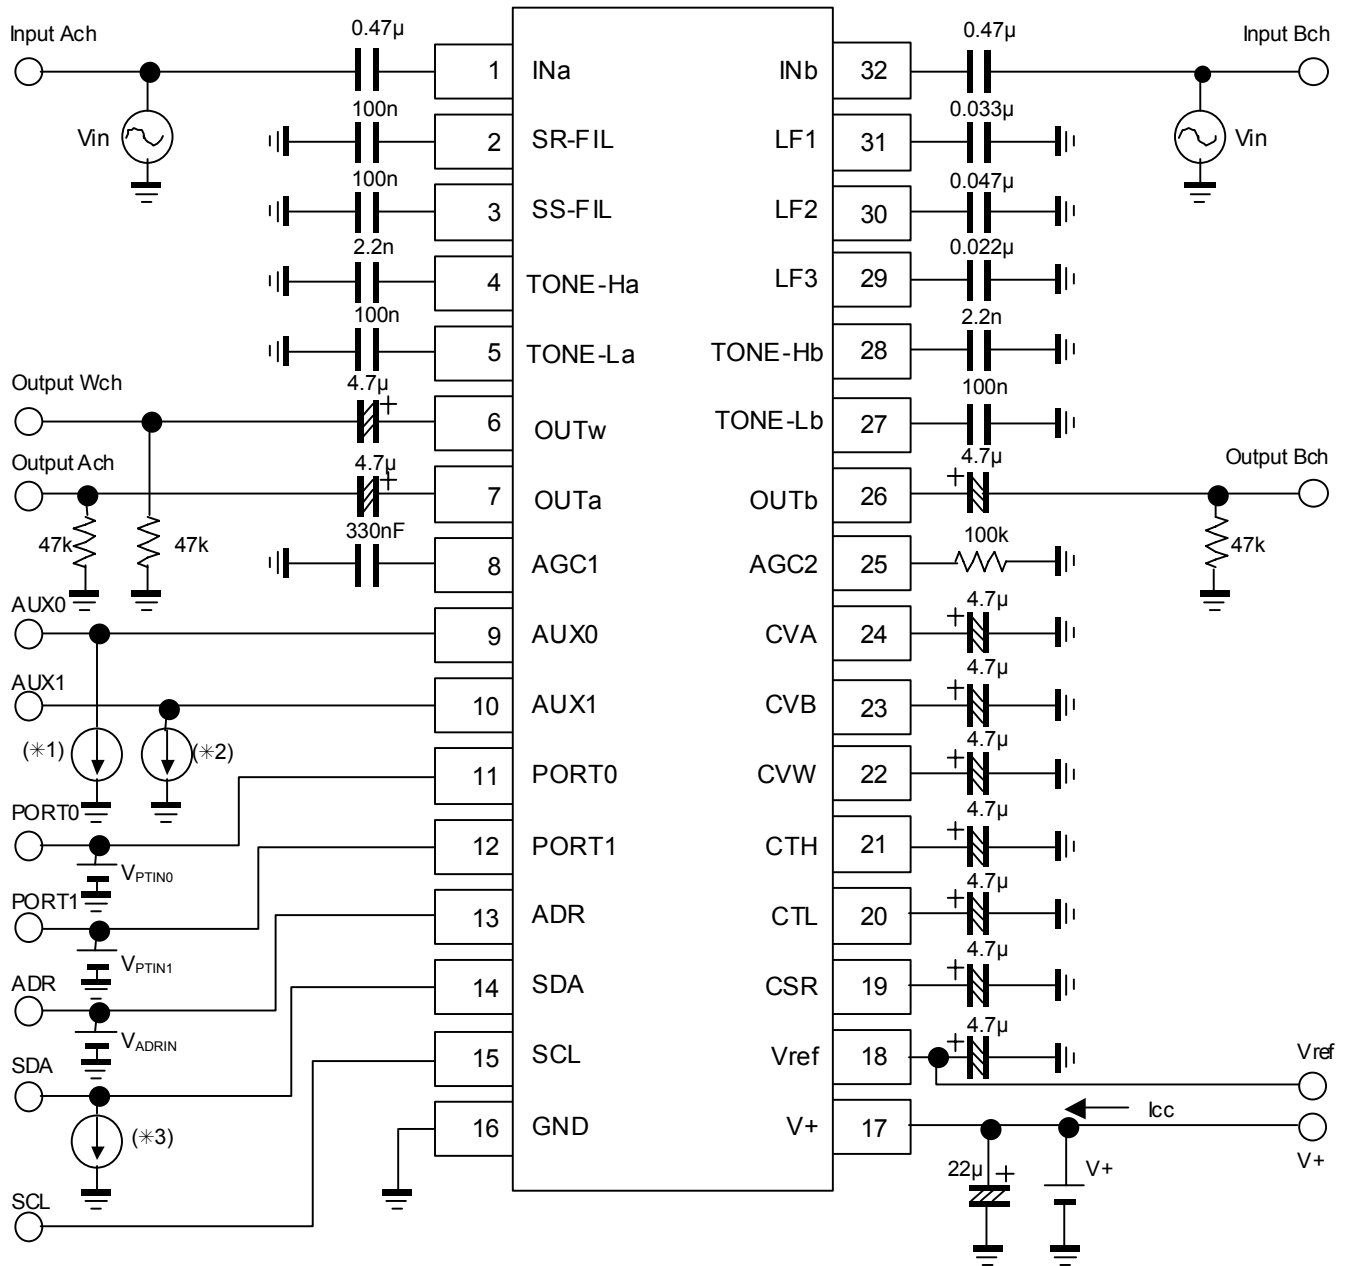 Input Ach
0.47µ
1
INa
INb
32
0.47µ
Input Bch
Vin
100n
2
SR-FIL
LF1
31
0.033µ
Vin
100n
3
SS-FIL
LF2
30
0.047µ
2.2n
4
TONE-Ha
LF3
29
0.022µ
100n
5
TONE-La
TONE-Hb
28
2.2n
Output Wch
4.7µ
+
6
OUTw
TONE-Lb
27
100n
Output Ach
4.7µ
+
7
OUTa
OUTb
26
4.7µ
+
Output Bch
47k
47k
330nF
8
AGC1
AGC2
25
100k
47k
AUX0
9
AUX0
CVA
24
4.7µ
+
AUX1
10
AUX1
CVB
23
4.7µ
+
(✳1)
(✳2)
11
PORT0
CVW
22
4.7µ
+
PORT0
VPTIN0
12
PORT1
CTH
21
4.7µ
+
PORT1
VPTIN1
13
ADR
CTL
20
4.7µ
+
ADR
VADRIN
14
SDA
CSR
19
4.7µ
+
SDA
15
SCL
Vref
18
4.7µ
+
Vref
(✳3)
16
GND
V+
17
Icc
V+
22µ
+
V+
SCL